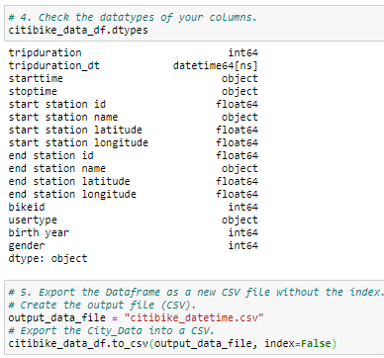 # 4. Check the datatypes of your columns.
citibike_data_df.dtypes
tripduration int64
tripduration_dt datetime64[ns]
starttime object
stoptime object
start station id float64
start station name object
start station latitude float64
start station longitude float64
end station id float64
end station name object
end station latitude float64
end station longitude float64
bikeid int64
usertype object
birth year int64
gender int64
dtype: object
# 5. Export the Dataframe as a new CSV file without the index.
# Create the output file (CSV).
output_data_file = "citibike_datetime.csv"
# Export the City_Data into a CSV.
citibike_data_df.to_csv(output_data_file, index=False)